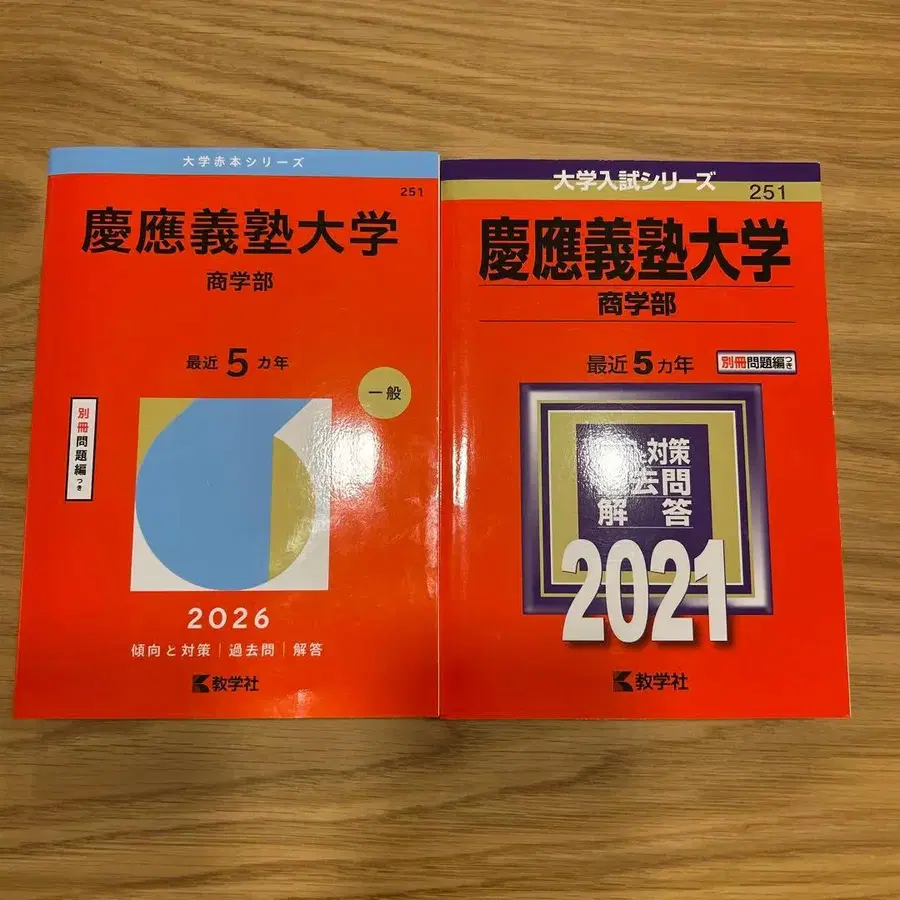 大学赤本シリーズ
251
慶應義塾大学
商学部
最近5カ年
一般
別冊問題編つき
2026
傾向と対策|過去問|解答
教学社
大学入試シリーズ
251
慶應義塾大学
商学部
最近5カ年
別冊問題編つき
対策
去問
解答
2021
教学社